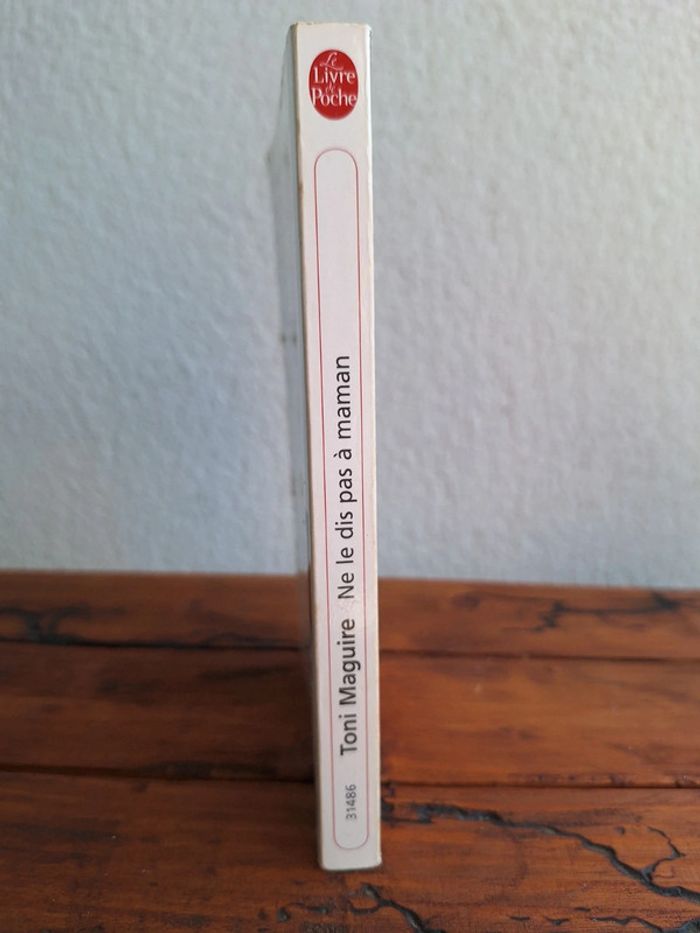 Le
Livre
de
Poche
Toni Maguire Ne le dis pas à maman
31486